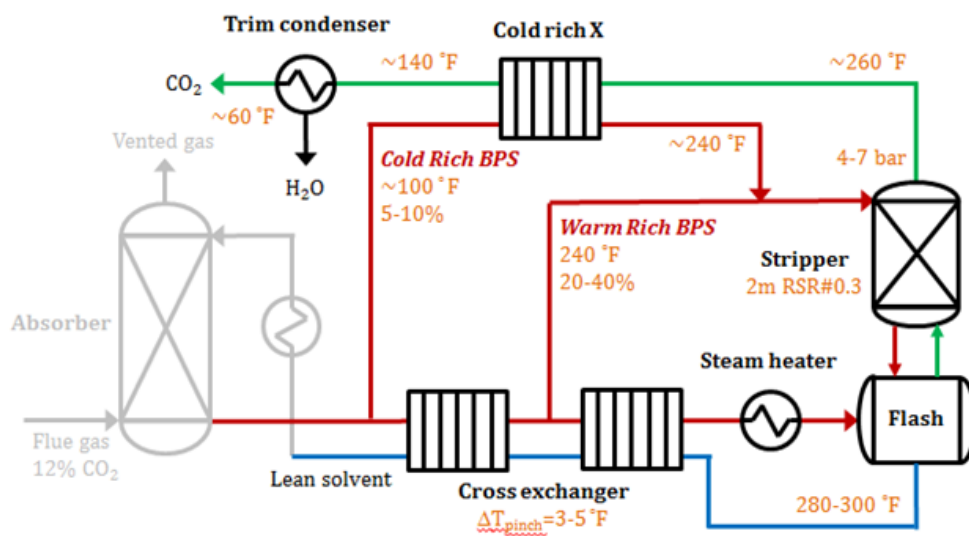 Trim condenser
Cold rich X
~140 °F
~260 °F
CO₂
~60 °F
Vented gas
H₂O
Cold Rich BPS
~100 °F
5-10%
~240 °F
4-7 bar
Warm Rich BPS
240 °F
20-40%
Stripper
2m RSR#0.3
Absorber
Steam heater
Flash
Flue gas
12% CO₂
Lean solvent
Cross exchanger
ΔTpinch=3-5 °F
280-300 °F